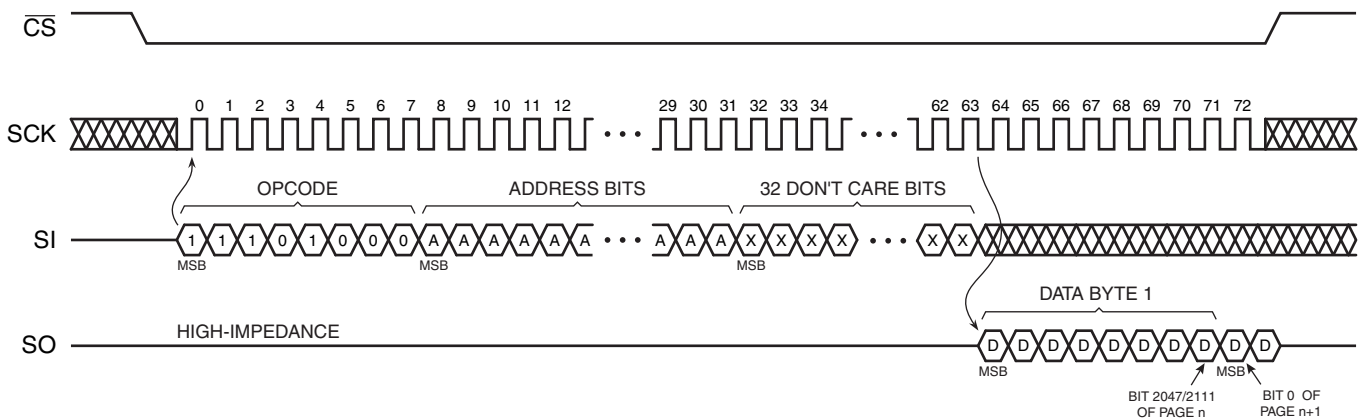 CS
0 1 2 3 4 5 6 7 8 9 10 11 12 29 30 31 32 33 34 62 63 64 65 66 67 68 69 70 71 72
SCK
OPCODE ADDRESS BITS 32 DON'T CARE BITS
SI 1 1 1 0 1 0 0 0 A A A A A A A A A X X X X X X
MSB MSB MSB
DATA BYTE 1
HIGH-IMPEDANCE
SO D D D D D D D D D D
MSB MSB
BIT 2047/2111 OF PAGE n
BIT 0 OF PAGE n+1